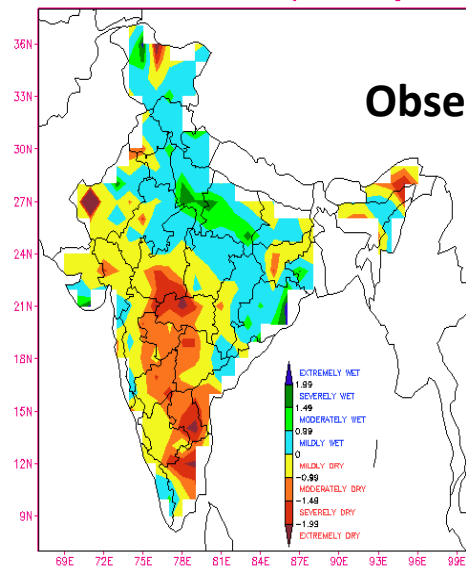 36N
Obse
33N
30N
27N
24N
21N
18N
15N
12N
9N
EXTREMELY WET
1.99
SEVERELY WET
1.49
MODERATELY WET
0.99
MILDLY WET
0
MILDLY DRY
-0.99
MODERATELY DRY
-1.49
SEVERELY DRY
-1.99
EXTREMELY DRY
69E 72E 75E 78E 81E 84E 87E 90E 93E 96E 99E